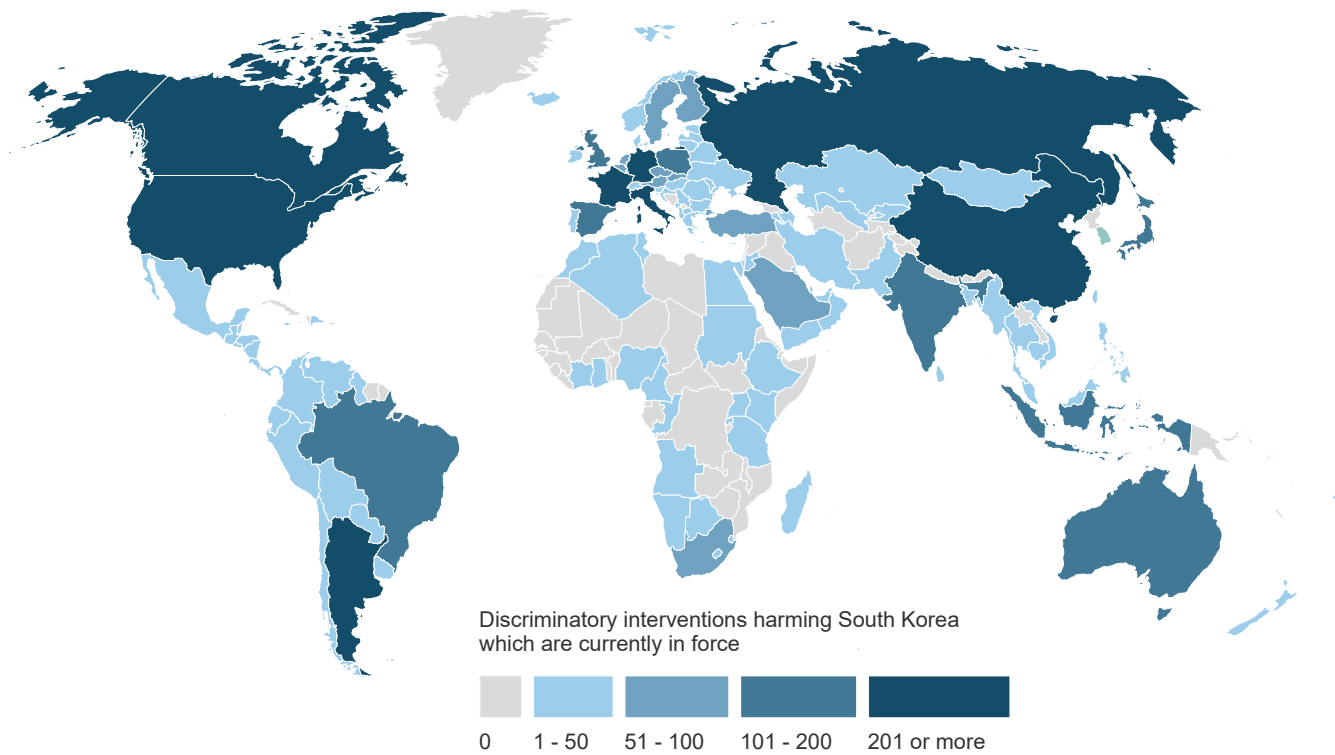 Discriminatory interventions harming South Korea
which are currently in force
0 1 - 50 51 - 100 101 - 200 201 or more